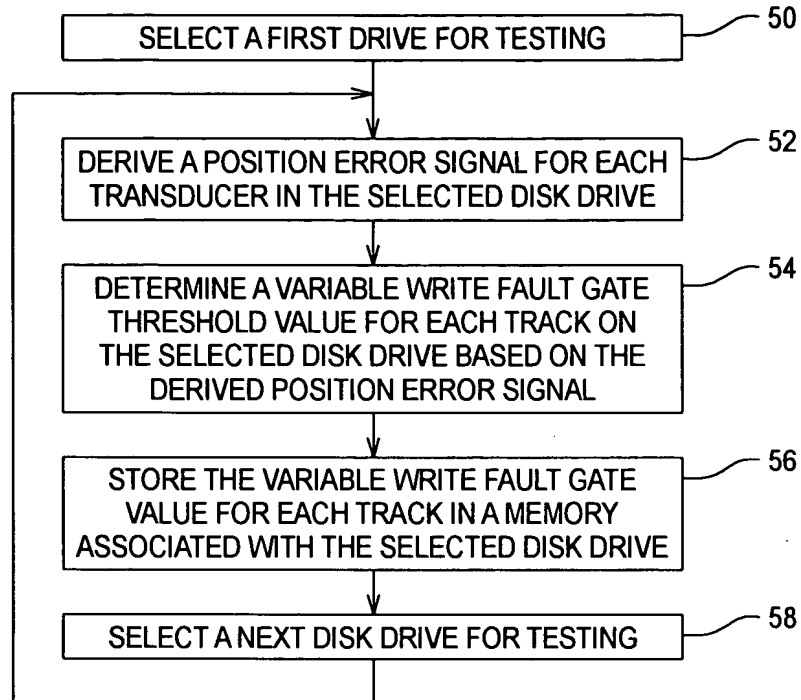 SELECT A FIRST DRIVE FOR TESTING
50
DERIVE A POSITION ERROR SIGNAL FOR EACH
TRANSDUCER IN THE SELECTED DISK DRIVE
52
DETERMINE A VARIABLE WRITE FAULT GATE
THRESHOLD VALUE FOR EACH TRACK ON
THE SELECTED DISK DRIVE BASED ON THE
DERIVED POSITION ERROR SIGNAL
54
STORE THE VARIABLE WRITE FAULT GATE
VALUE FOR EACH TRACK IN A MEMORY
ASSOCIATED WITH THE SELECTED DISK DRIVE
56
SELECT A NEXT DISK DRIVE FOR TESTING
58